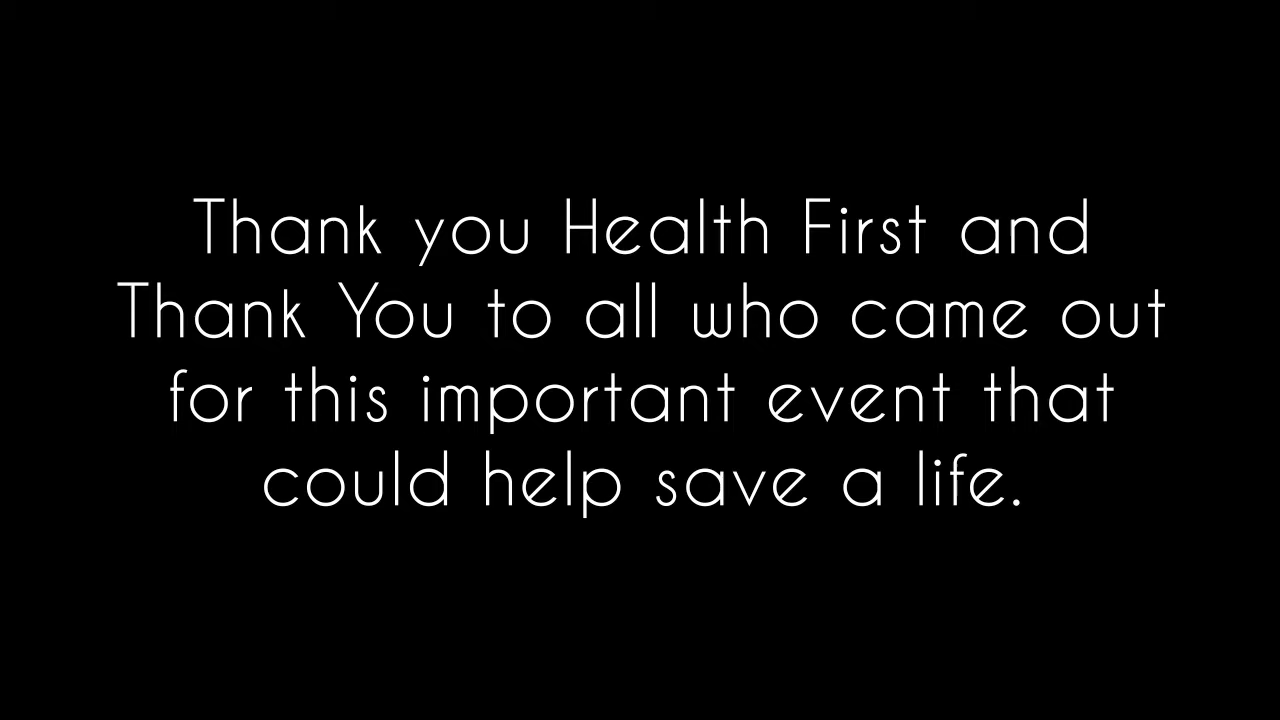 Thank you Health First and
Thank You to all who came out
for this important event that
could help save a life.